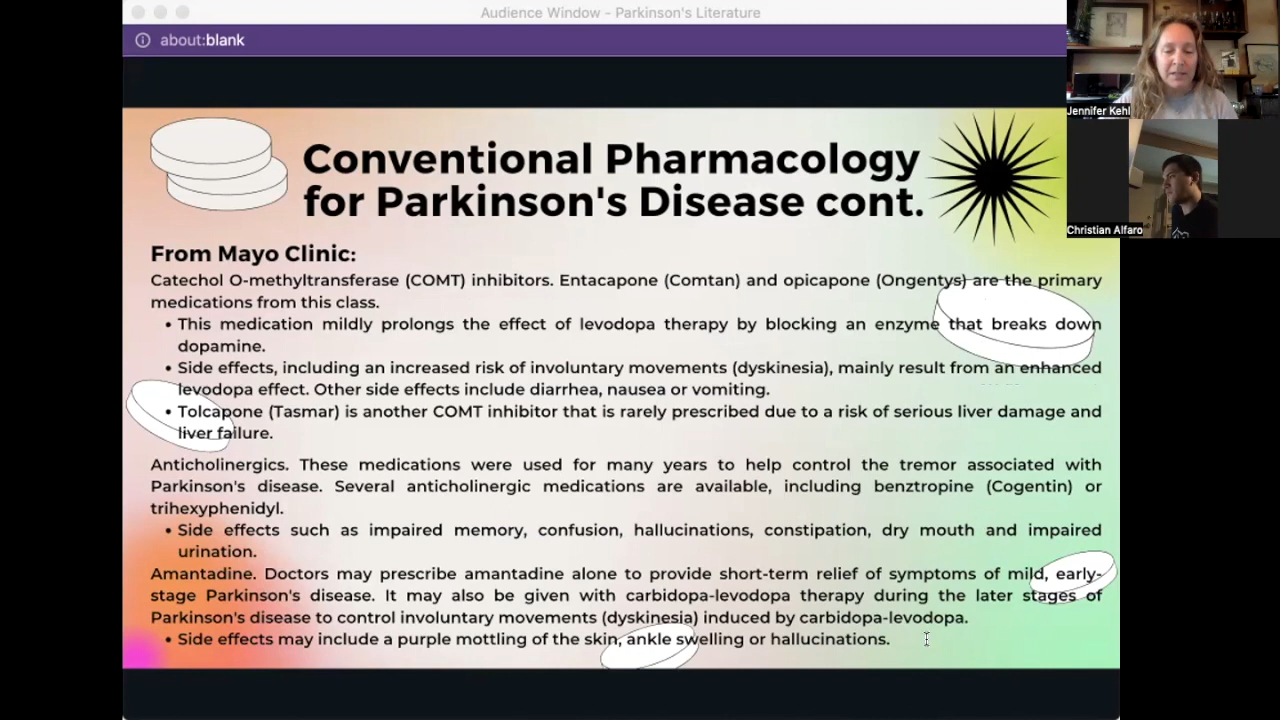 Audience Window - Parkinson's Literature
about:blank
Jennifer Kehl
Christian Alfaro
Conventional Pharmacology
for Parkinson's Disease cont.
From Mayo Clinic:
Catechol O-methyltransferase (COMT) inhibitors. Entacapone (Comtan) and opicapone (Ongentys) are the primary
medications from this class.
• This medication mildly prolongs the effect of levodopa therapy by blocking an enzyme that breaks down
dopamine.
• Side effects, including an increased risk of involuntary movements (dyskinesia), mainly result from an enhanced
levodopa effect. Other side effects include diarrhea, nausea or vomiting.
• Tolcapone (Tasmar) is another COMT inhibitor that is rarely prescribed due to a risk of serious liver damage and
liver failure.
Anticholinergics. These medications were used for many years to help control the tremor associated with
Parkinson's disease. Several anticholinergic medications are available, including benztropine (Cogentin) or
trihexyphenidyl.
• Side effects such as impaired memory, confusion, hallucinations, constipation, dry mouth and impaired
urination.
Amantadine. Doctors may prescribe amantadine alone to provide short-term relief of symptoms of mild, early-
stage Parkinson's disease. It may also be given with carbidopa-levodopa therapy during the later stages of
Parkinson's disease to control involuntary movements (dyskinesia) induced by carbidopa-levodopa.
• Side effects may include a purple mottling of the skin, ankle swelling or hallucinations.